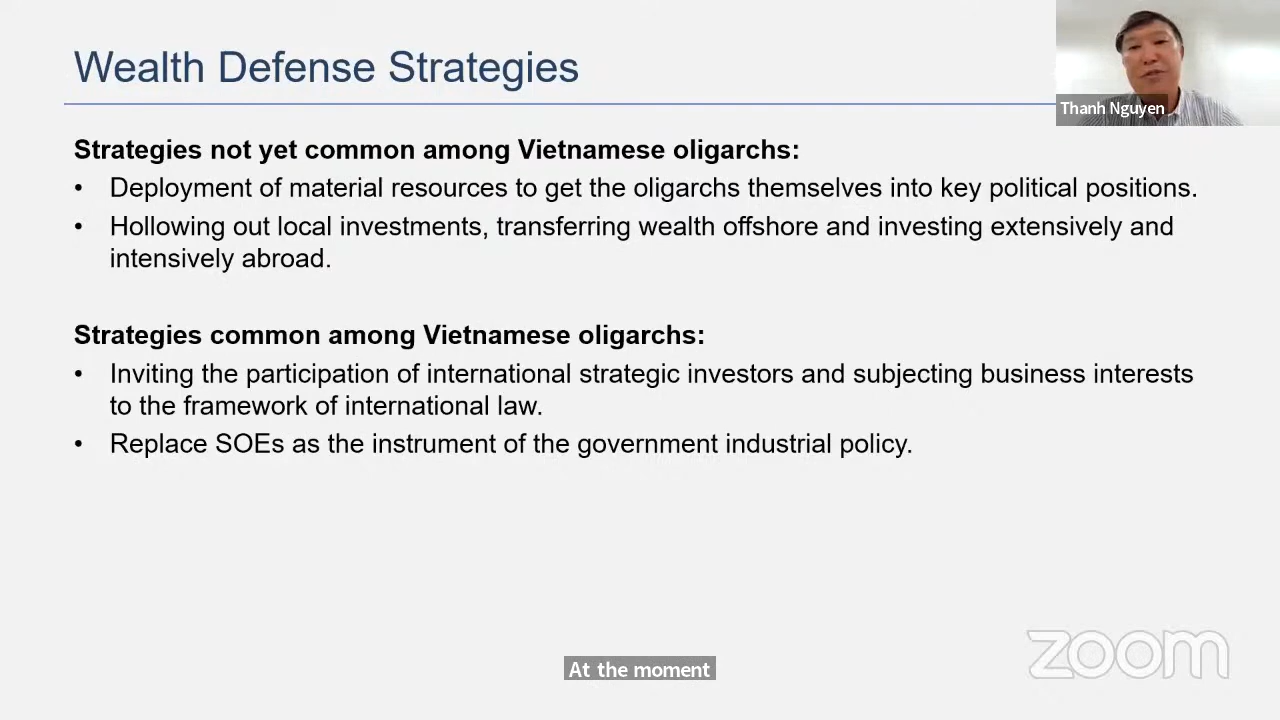 Wealth Defense Strategies
Thanh Nguyen
Strategies not yet common among Vietnamese oligarchs:
• Deployment of material resources to get the oligarchs themselves into key political positions.
• Hollowing out local investments, transferring wealth offshore and investing extensively and
intensively abroad.
Strategies common among Vietnamese oligarchs:
• Inviting the participation of international strategic investors and subjecting business interests
to the framework of international law.
• Replace SOEs as the instrument of the government industrial policy.
At the moment
zoom